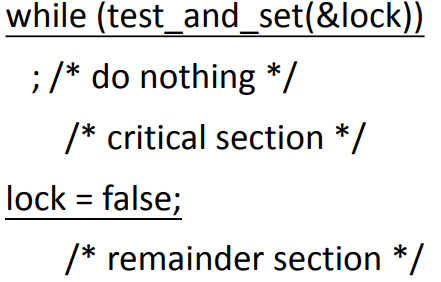 while (test_and_set(&lock))
; /* do nothing */
/* critical section */
lock = false;
/* remainder section */